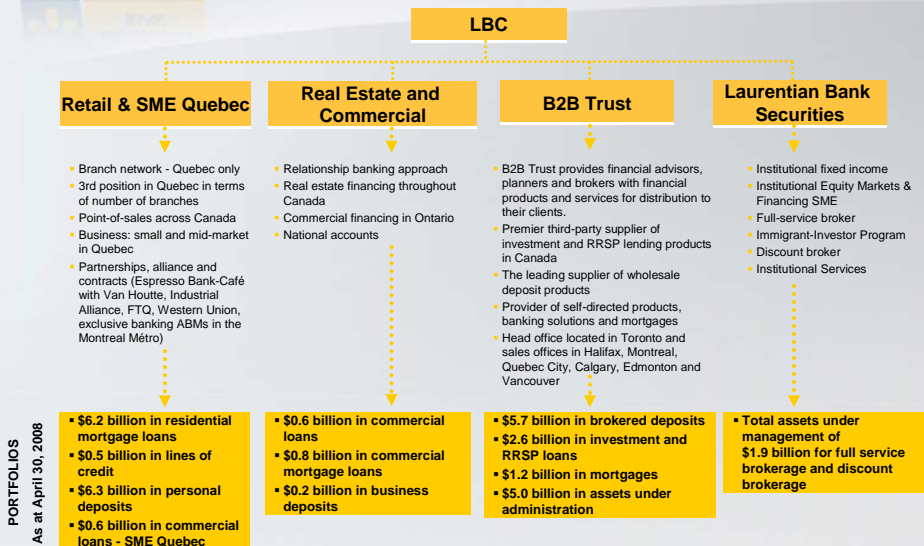 LBC
Retail & SME Quebec
Real Estate and
Commercial
B2B Trust
Laurentian Bank
Securities
▪ Branch network - Quebec only
▪ 3rd position in Quebec in terms
of number of branches
▪ Point-of-sales across Canada
▪ Business: small and mid-market
in Quebec
▪ Partnerships, alliance and
contracts (Espresso Bank-Café
with Van Houtte, Industrial
Alliance, FTQ, Western Union,
exclusive banking ABMs in the
Montreal Métro)
▪ Relationship banking approach
▪ Real estate financing throughout
Canada
▪ Commercial financing in Ontario
▪ National accounts
▪ B2B Trust provides financial advisors,
planners and brokers with financial
products and services for distribution to
their clients.
▪ Premier third-party supplier of
investment and RRSP lending products
in Canada
▪ The leading supplier of wholesale
deposit products
▪ Provider of self-directed products,
banking solutions and mortgages
▪ Head office located in Toronto and
sales offices in Halifax, Montreal,
Quebec City, Calgary, Edmonton and
Vancouver
▪ Institutional fixed income
▪ Institutional Equity Markets &
Financing SME
▪ Full-service broker
▪ Immigrant-Investor Program
▪ Discount broker
▪ Institutional Services
PORTFOLIOS
As at April 30, 2008
▪ $6.2 billion in residential
mortgage loans
▪ $0.5 billion in lines of
credit
▪ $6.3 billion in personal
deposits
▪ $0.6 billion in commercial
loans - SME Quebec
▪ $0.6 billion in commercial
loans
▪ $0.8 billion in commercial
mortgage loans
▪ $0.2 billion in business
deposits
▪ $5.7 billion in brokered deposits
▪ $2.6 billion in investment and
RRSP loans
▪ $1.2 billion in mortgages
▪ $5.0 billion in assets under
administration
▪ Total assets under
management of
$1.9 billion for full service
brokerage and discount
brokerage